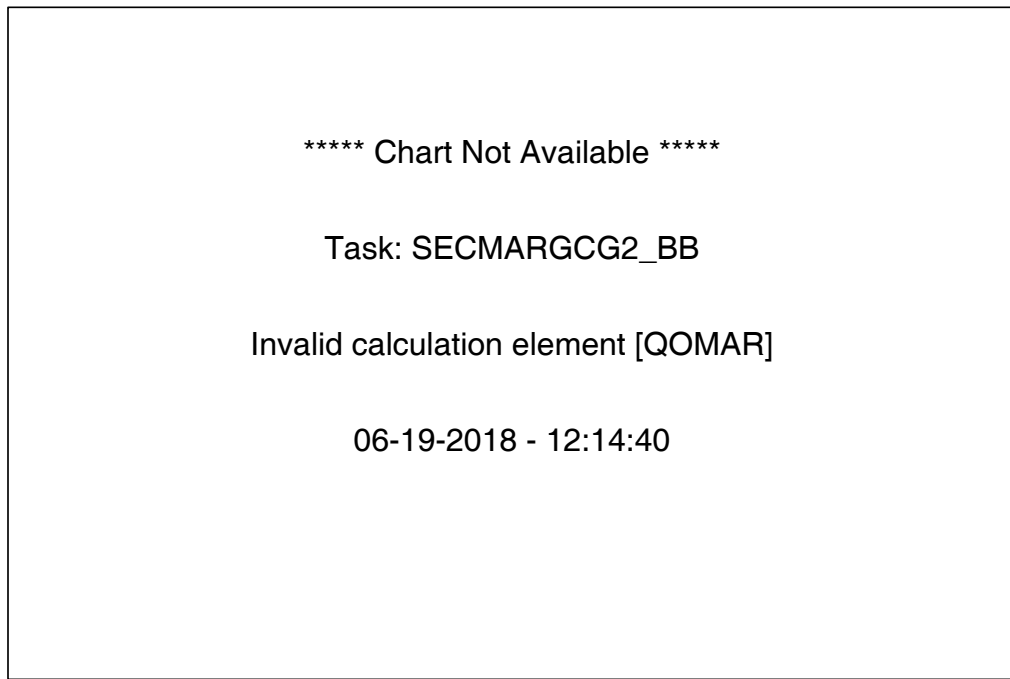 ***** Chart Not Available *****
Task: SECMARGCG2_BB
Invalid calculation element [QOMAR]
06-19-2018 - 12:14:40